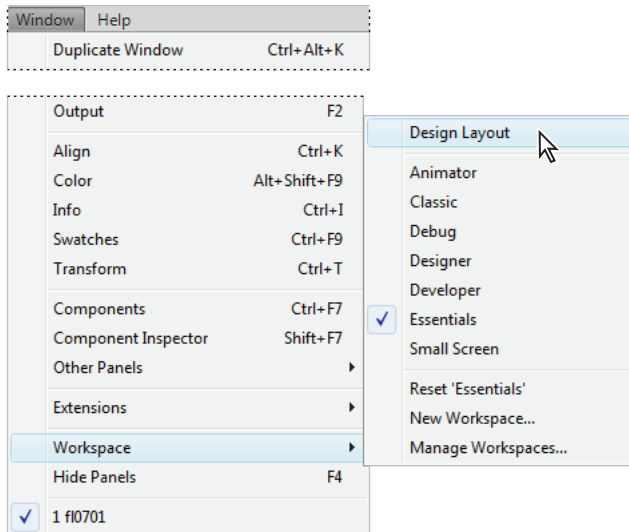 Window Help
Duplicate Window Ctrl+Alt+K
Output F2
Align Ctrl+K
Color Alt+Shift+F9
Info Ctrl+I
Swatches Ctrl+F9
Transform Ctrl+T
Components Ctrl+F7
Component Inspector Shift+F7
Other Panels
Extensions
Workspace
Hide Panels F4
1 fl0701
Design Layout
Animator
Classic
Debug
Designer
Developer
Essentials
Small Screen
Reset 'Essentials'
New Workspace...
Manage Workspaces...